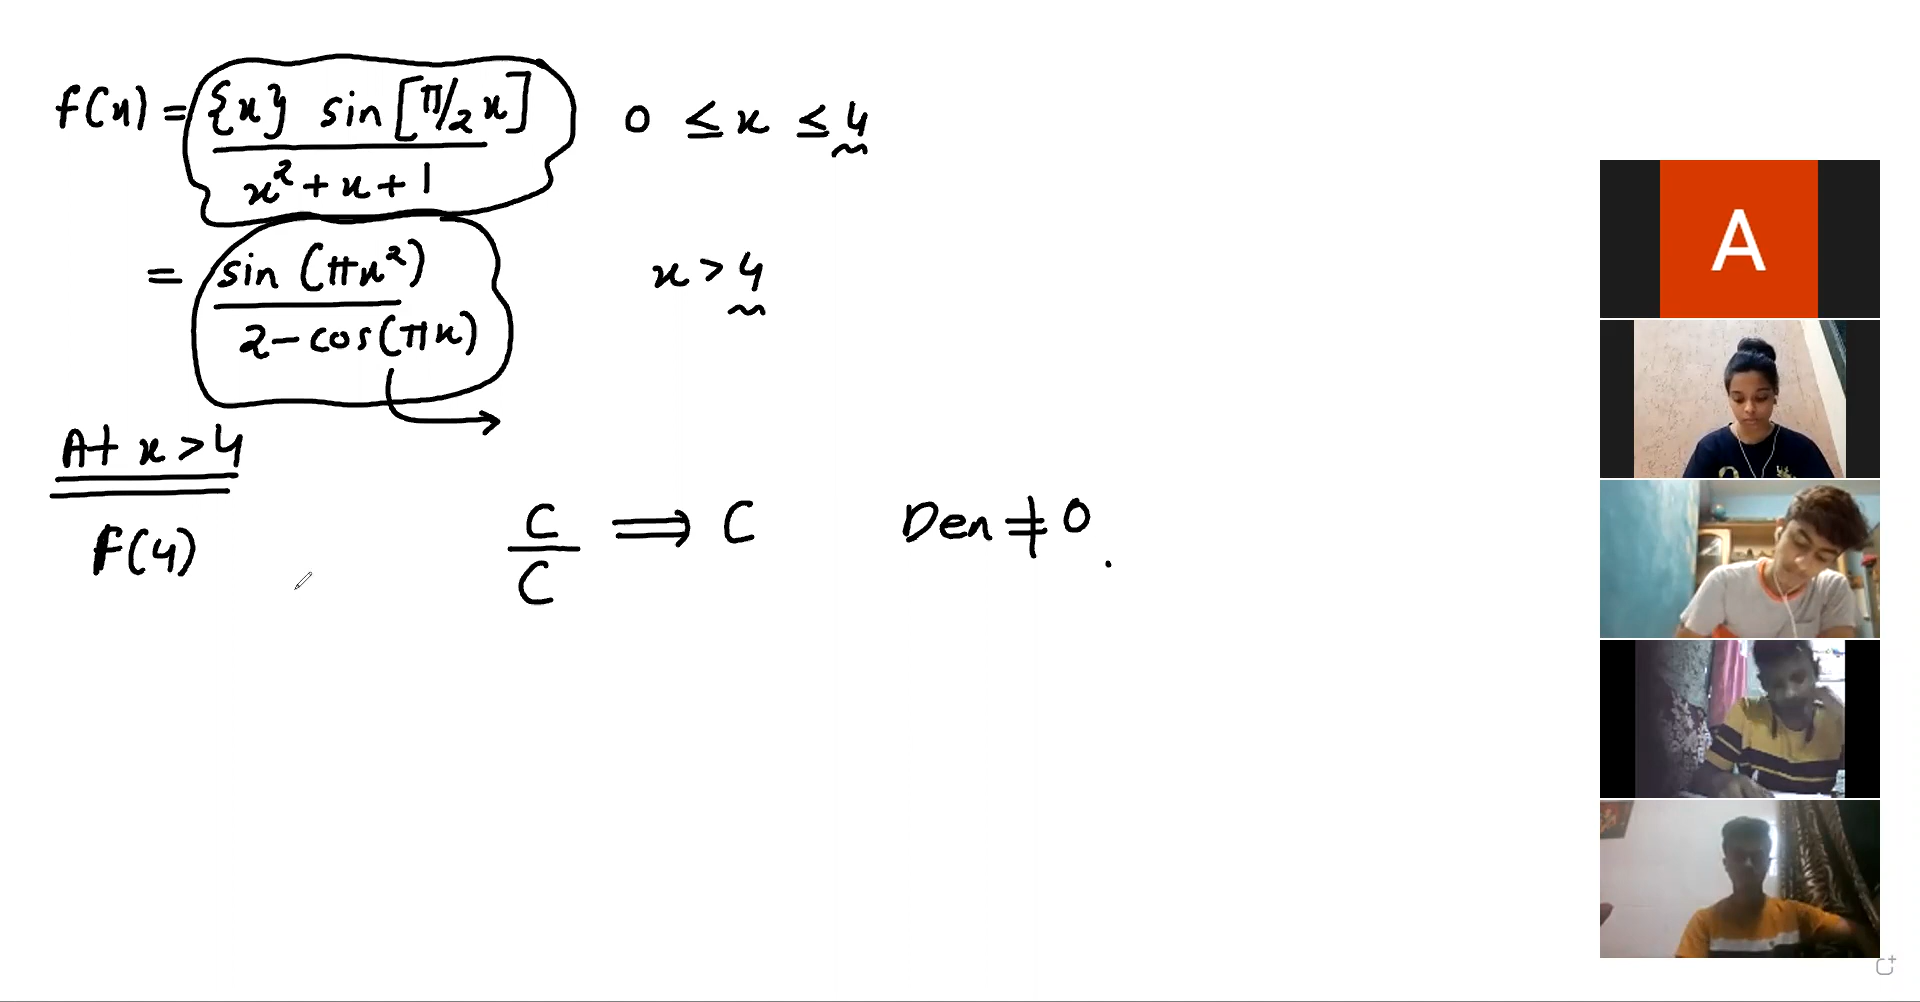 f(x) = {x} sin [π/2 x] / x² + x + 1   0 ≤ x ≤ 4
= sin (πx²) / 2 - cos(πx)   x > 4
At x > 4
F(4)   C / C ⟹ C   Den ≠ 0.
A